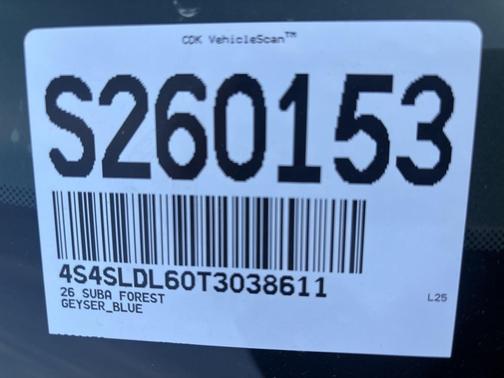 CDK VehicleScan™
S260153
4S4SLDL60T3038611
26 SUBA FOREST
GEYSER_BLUE
L25